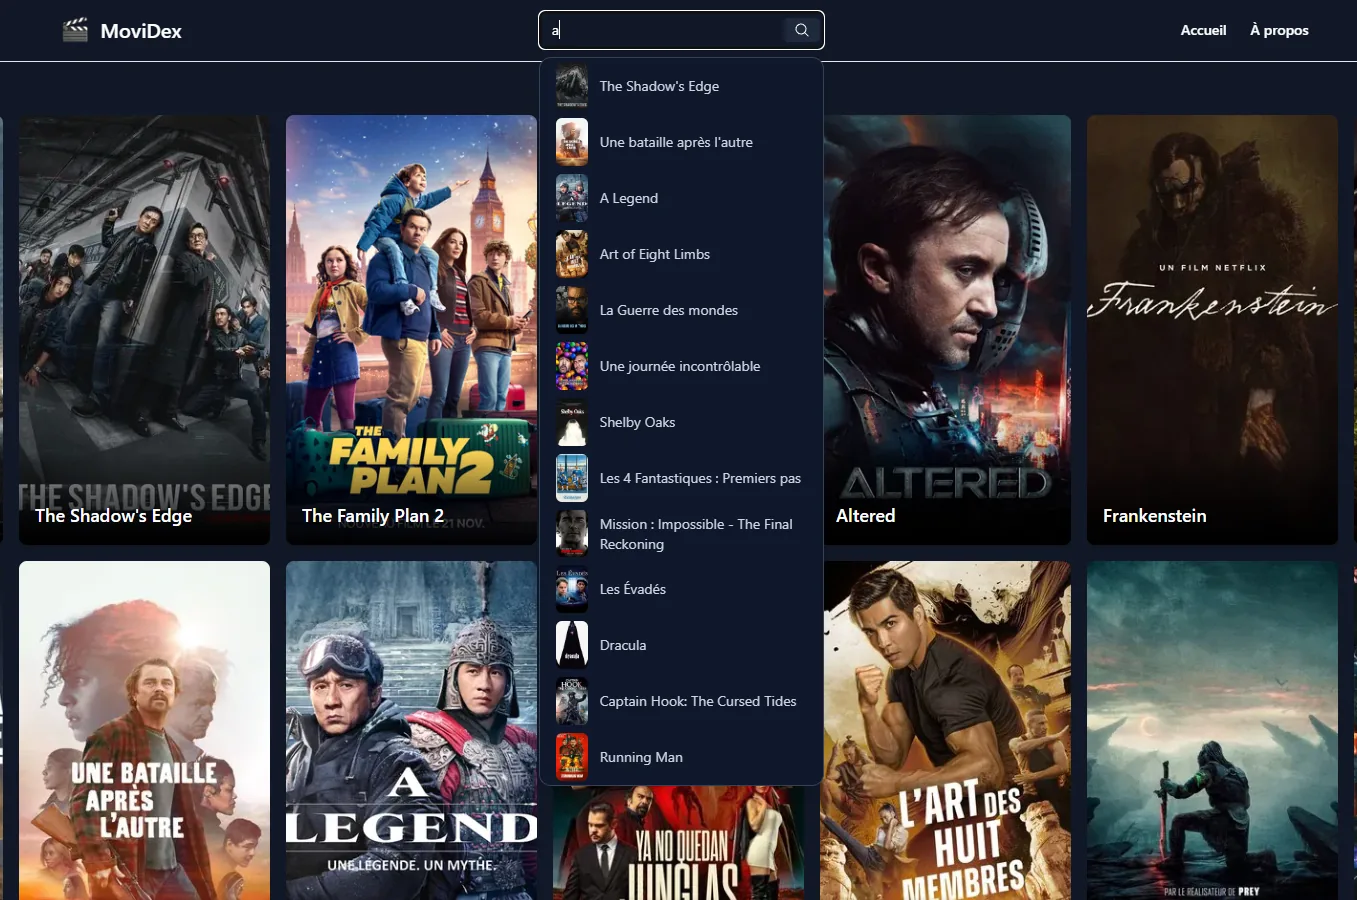 MoviDex
a
Accueil
À propos
The Shadow's Edge
Une bataille après l'autre
A Legend
Art of Eight Limbs
La Guerre des mondes
Une journée incontrôlable
Shelby Oaks
Les 4 Fantastiques : Premiers pas
Mission : Impossible - The Final
Reckoning
Les Évadés
Dracula
Captain Hook: The Cursed Tides
Running Man
THE SHADOW'S EDGE
The Shadow's Edge
THE
FAMILY
PLAN 2
The Family Plan 2
ALTERED
Altered
UN FILM NETFLIX
Frankenstein
Frankenstein
UNE BATAILLE
APRÈS
L'AUTRE
A
LEGEND
UNE LÉGENDE. UN MYTHE.
YA NO QUEDAN
JUNGLAS
L'ART DES
HUIT
MEMBRES
PAR LE RÉALISATEUR DE PREY